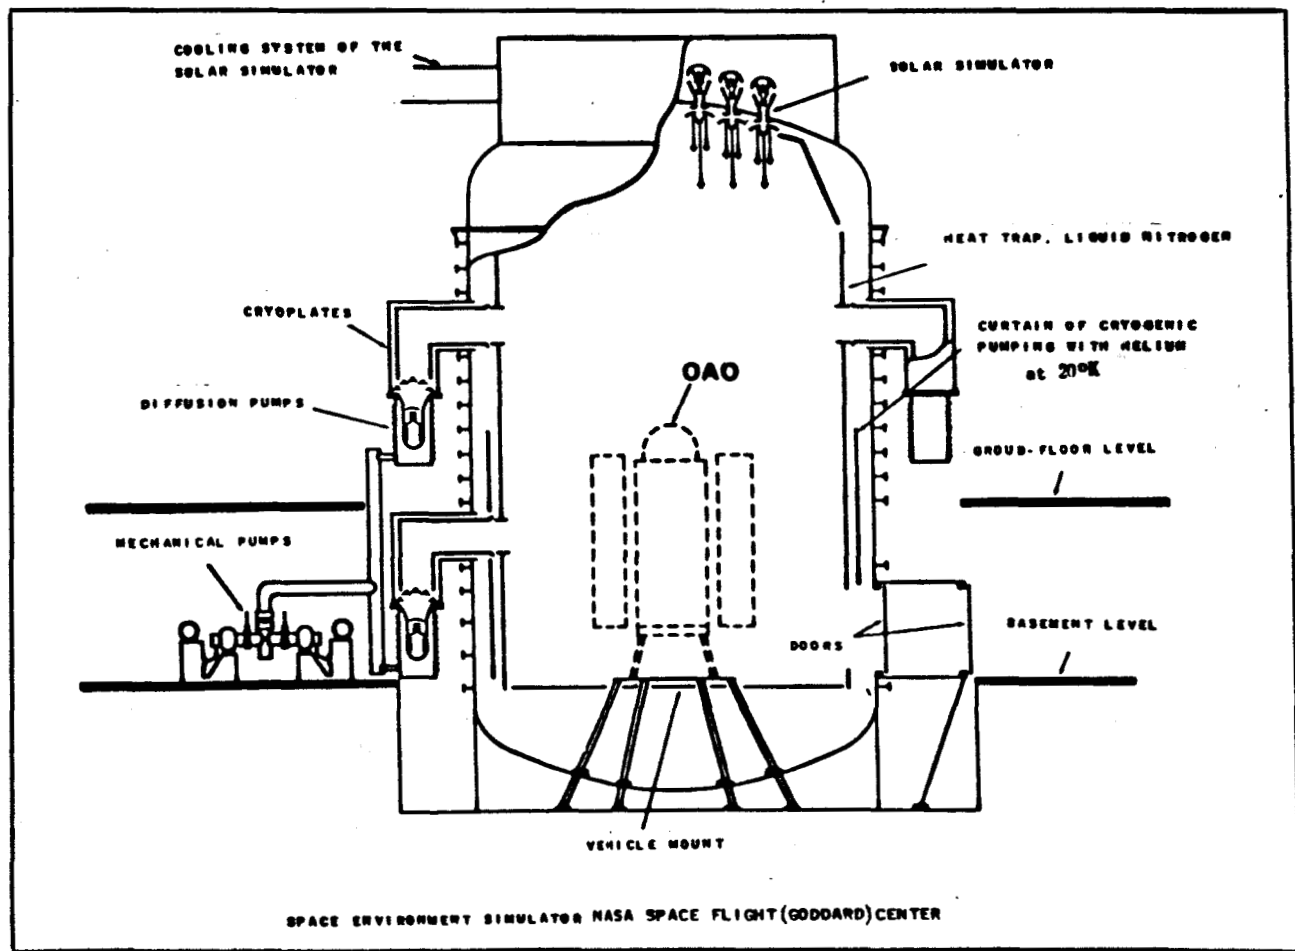 COOLING SYSTEM OF THE
SOLAR SIMULATOR
SOLAR SIMULATOR
HEAT TRAP, LIQUID NITROGEN
CRYOPLATES
CURTAIN OF CRYOGENIC
PUMPING WITH HELIUM
at 20°K
OAO
DIFFUSION PUMPS
GROUD-FLOOR LEVEL
MECHANICAL PUMPS
DOORS
BASEMENT LEVEL
VEHICLE MOUNT
SPACE ENVIRONMENT SIMULATOR NASA SPACE FLIGHT (GODDARD) CENTER